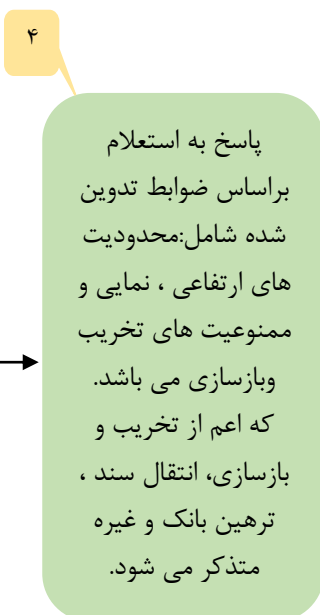 ۴
پاسخ به استعلام
براساس ضوابط تدوین
شده شامل:محدودیت
های ارتفاعی ، نمایی و
ممنوعیت های تخریب
وبازسازی می باشد.
که اعم از تخریب و
بازسازی، انتقال سند ،
ترهین بانک و غیره
متذکر می شود.